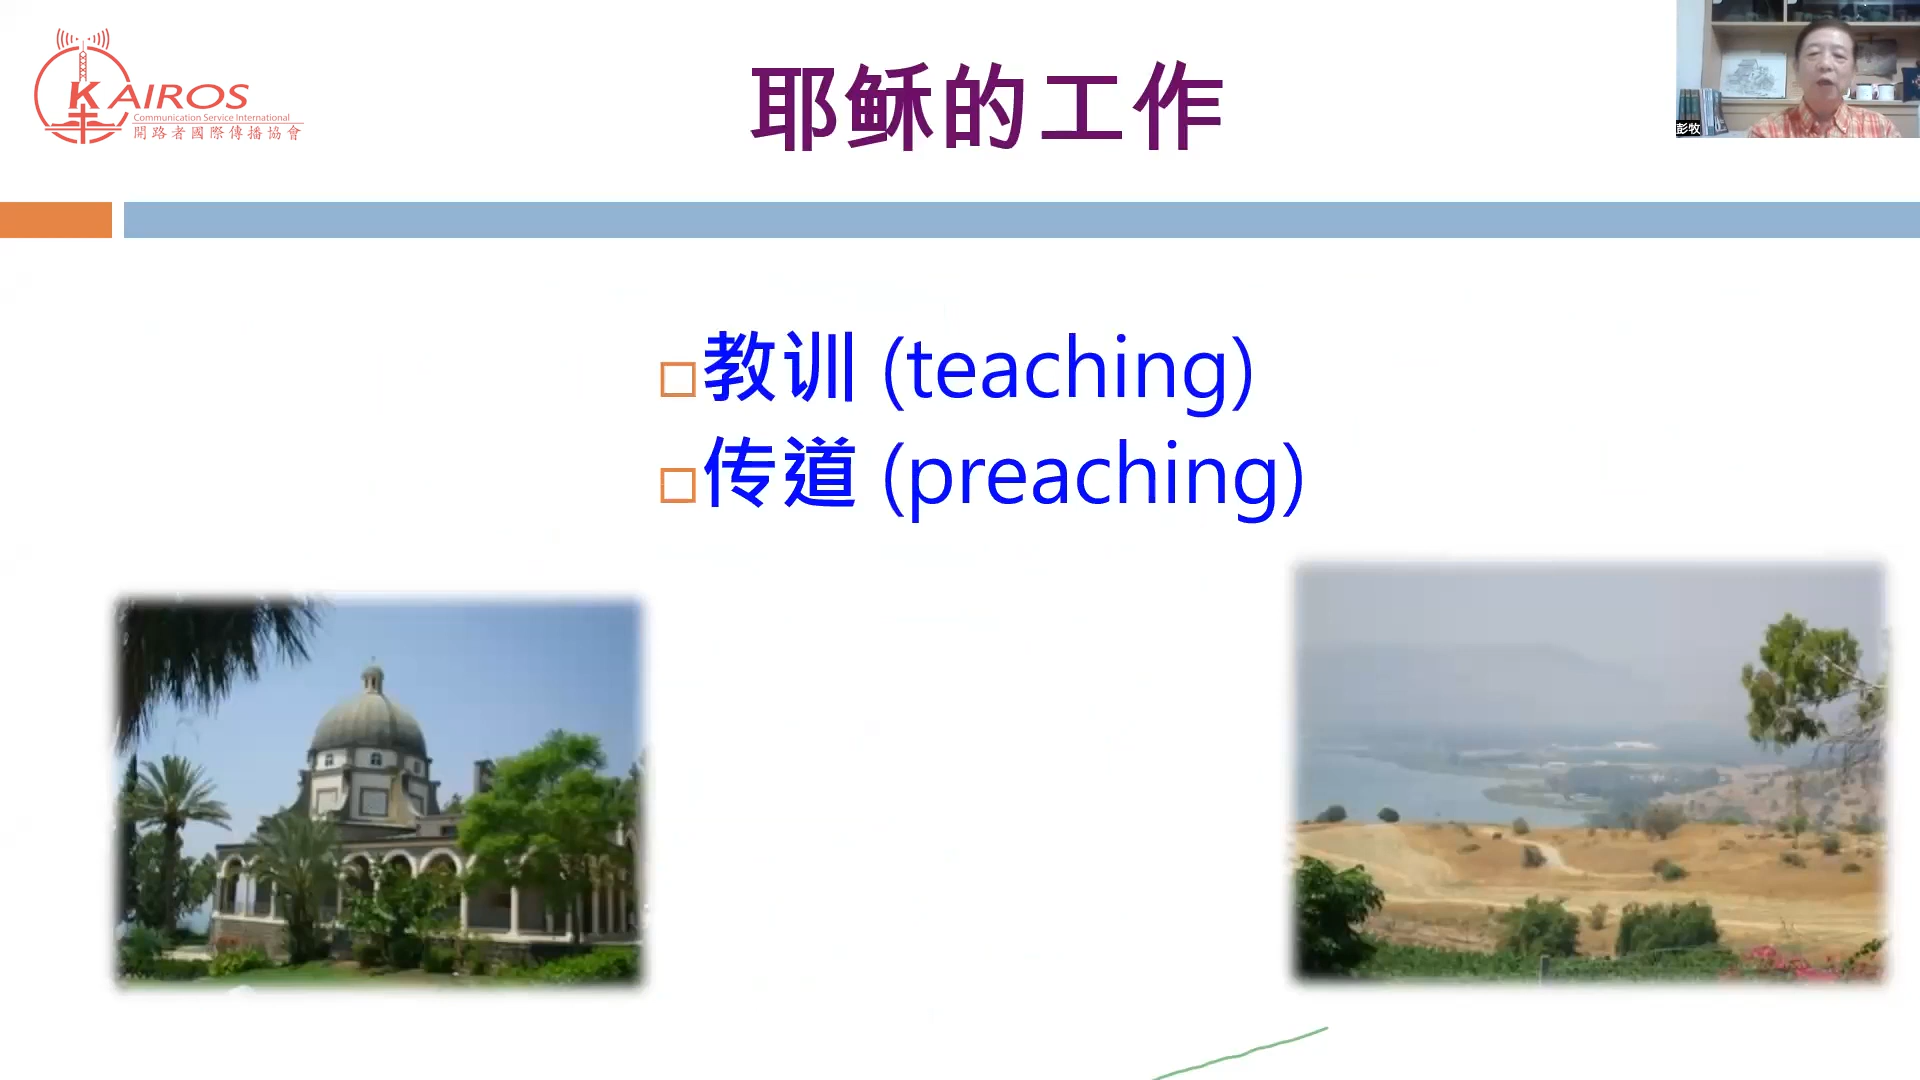 KAIROS
Communication Service International
開路者國際傳播協會
耶稣的工作
彭牧
教训 (teaching)
传道 (preaching)